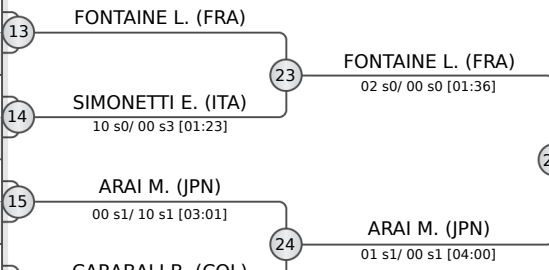 FONTAINE L. (FRA)
13
23
FONTAINE L. (FRA)
02 s0/ 00 s0 [01:36]
SIMONETTI E. (ITA)
14
10 s0/ 00 s3 [01:23]
ARAI M. (JPN)
15
00 s1/ 10 s1 [03:01]
24
ARAI M. (JPN)
01 s1/ 00 s1 [04:00]